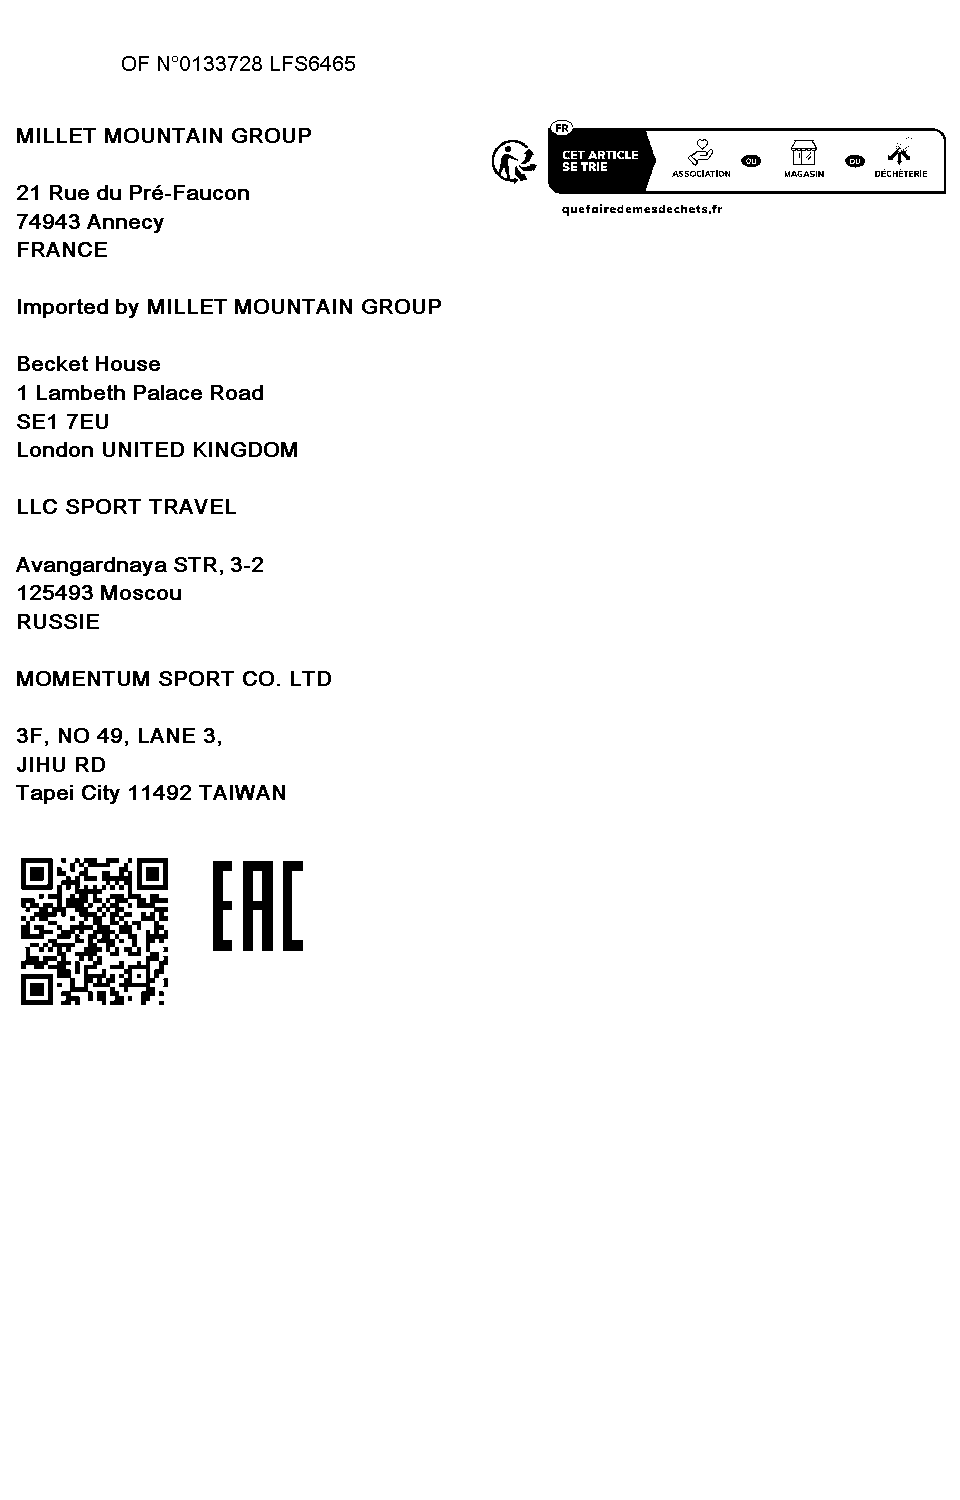 OF N°0133728 LFS6465
MILLET MOUNTAIN GROUP
21 Rue du Pré-Faucon
74943 Annecy
FRANCE
Imported by MILLET MOUNTAIN GROUP
Becket House
1 Lambeth Palace Road
SE1 7EU
London UNITED KINGDOM
LLC SPORT TRAVEL
Avangardnaya STR, 3-2
125493 Moscou
RUSSIE
MOMENTUM SPORT CO. LTD
3F, NO 49, LANE 3,
JIHU RD
Tapei City 11492 TAIWAN
EAC
FR
CET ARTICLE
SE TRIE
ASSOCIATION
OU
MAGASIN
OU
DÉCHÈTERIE
quefairedemesdechets.fr